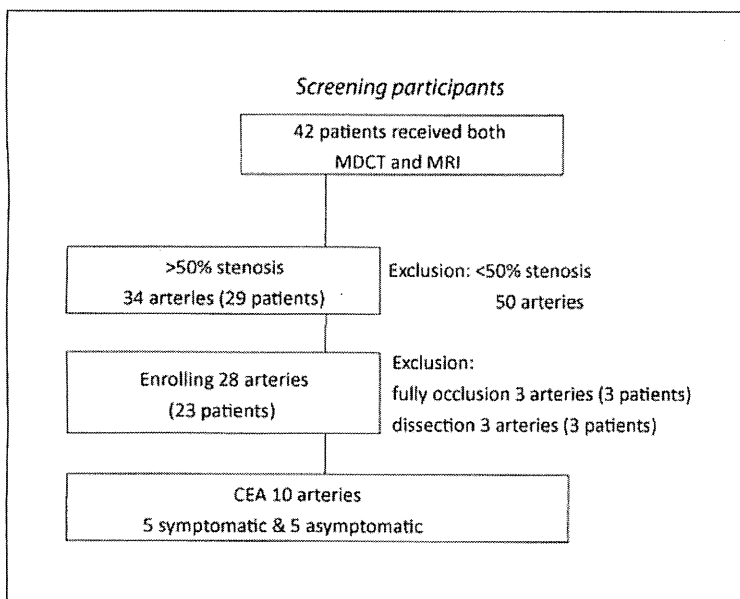 Screening participants
42 patients received both
MDCT and MRI
>50% stenosis
34 arteries (29 patients)
Exclusion: <50% stenosis
50 arteries
Enrolling 28 arteries
(23 patients)
Exclusion:
fully occlusion 3 arteries (3 patients)
dissection 3 arteries (3 patients)
CEA 10 arteries
5 symptomatic & 5 asymptomatic